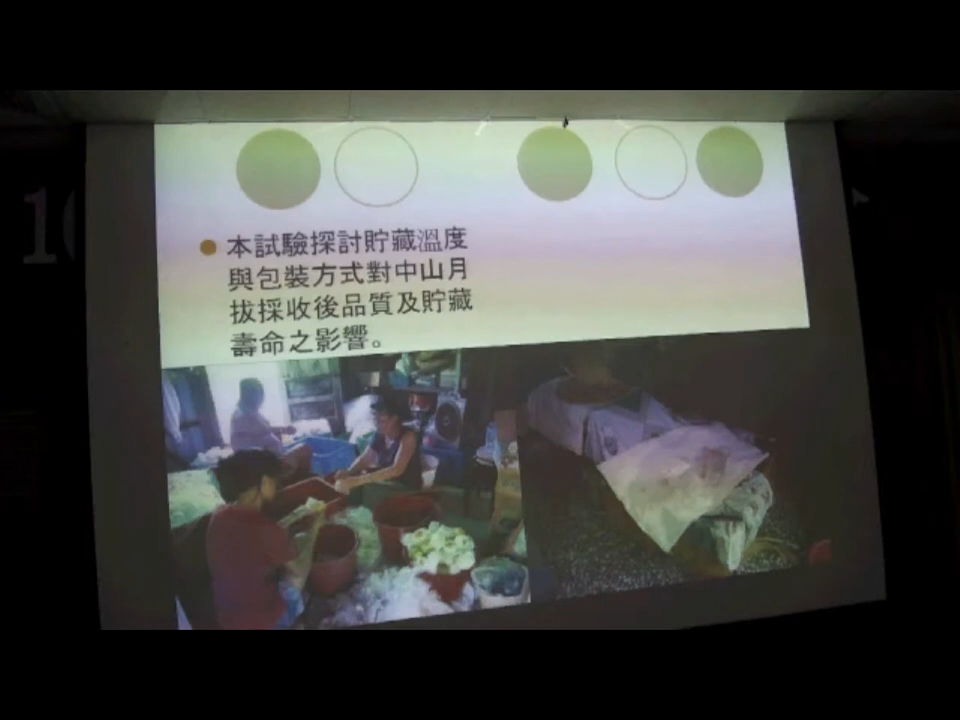 本試驗探討貯藏溫度
與包裝方式對中山月
拔採收後品質及貯藏
壽命之影響。